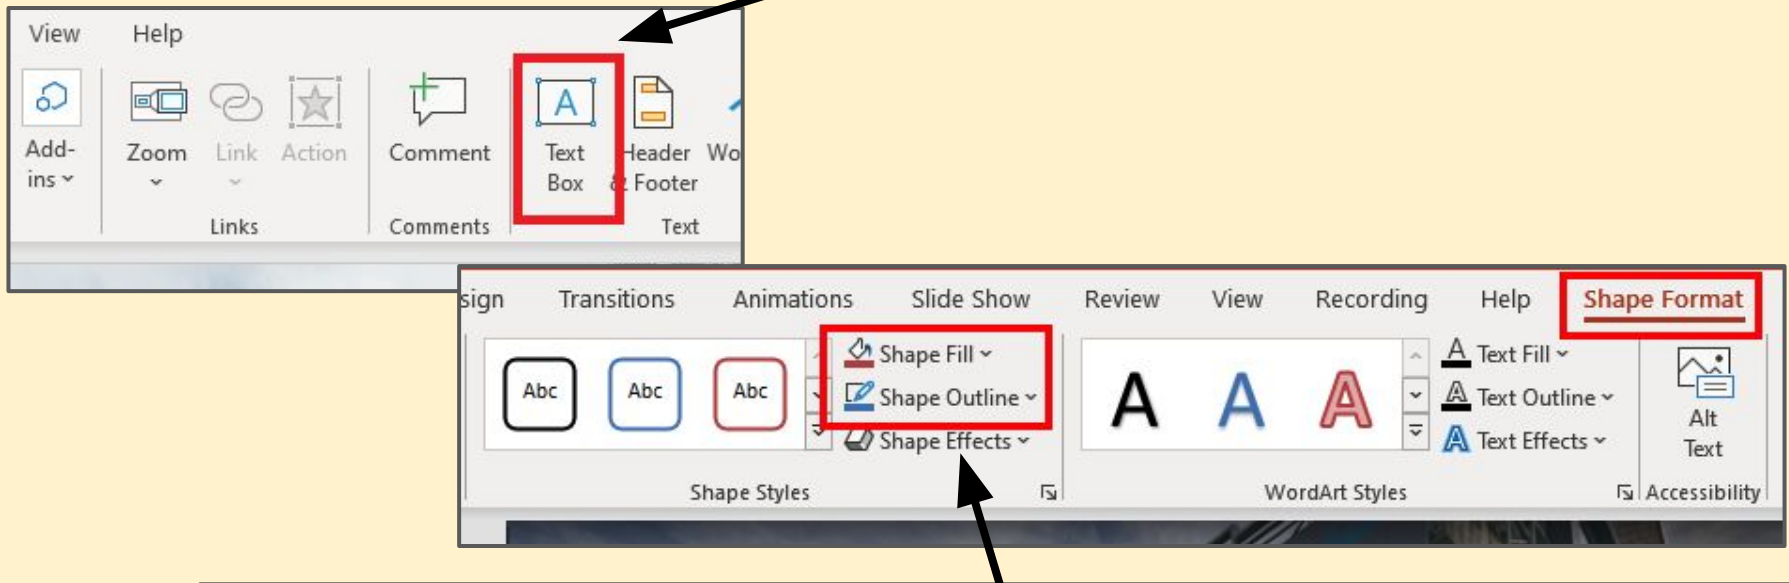 View Help
Add-
ins
Zoom Link Action Comment Text
Box Header
& Footer
Links Comments Text
Transitions Animations Slide Show Review View Recording Help Shape Format
Abc Abc Abc Shape Fill A A A A Text Fill
Shape Outline A Text Outline Alt
Text
Shape Effects A Text Effects
Shape Styles WordArt Styles Accessibility